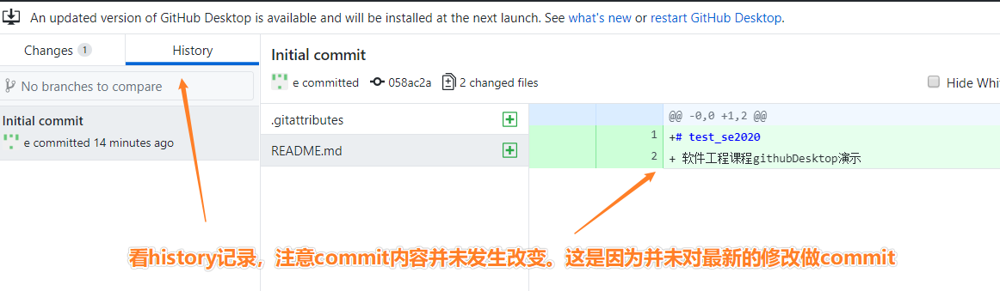 An updated version of GitHub Desktop is available and will be installed at the next launch. See what's new or restart GitHub Desktop.
Changes 1
History
No branches to compare
Initial commit
e committed 14 minutes ago
Initial commit
e committed 058ac2a 2 changed files
Hide Whi
.gitattributes
README.md
@@ -0,0 +1,2 @@
1 +# test_se2020
2 + 软件工程课程githubDesktop演示
看history记录，注意commit内容并未发生改变。这是因为并未对最新的修改做commit